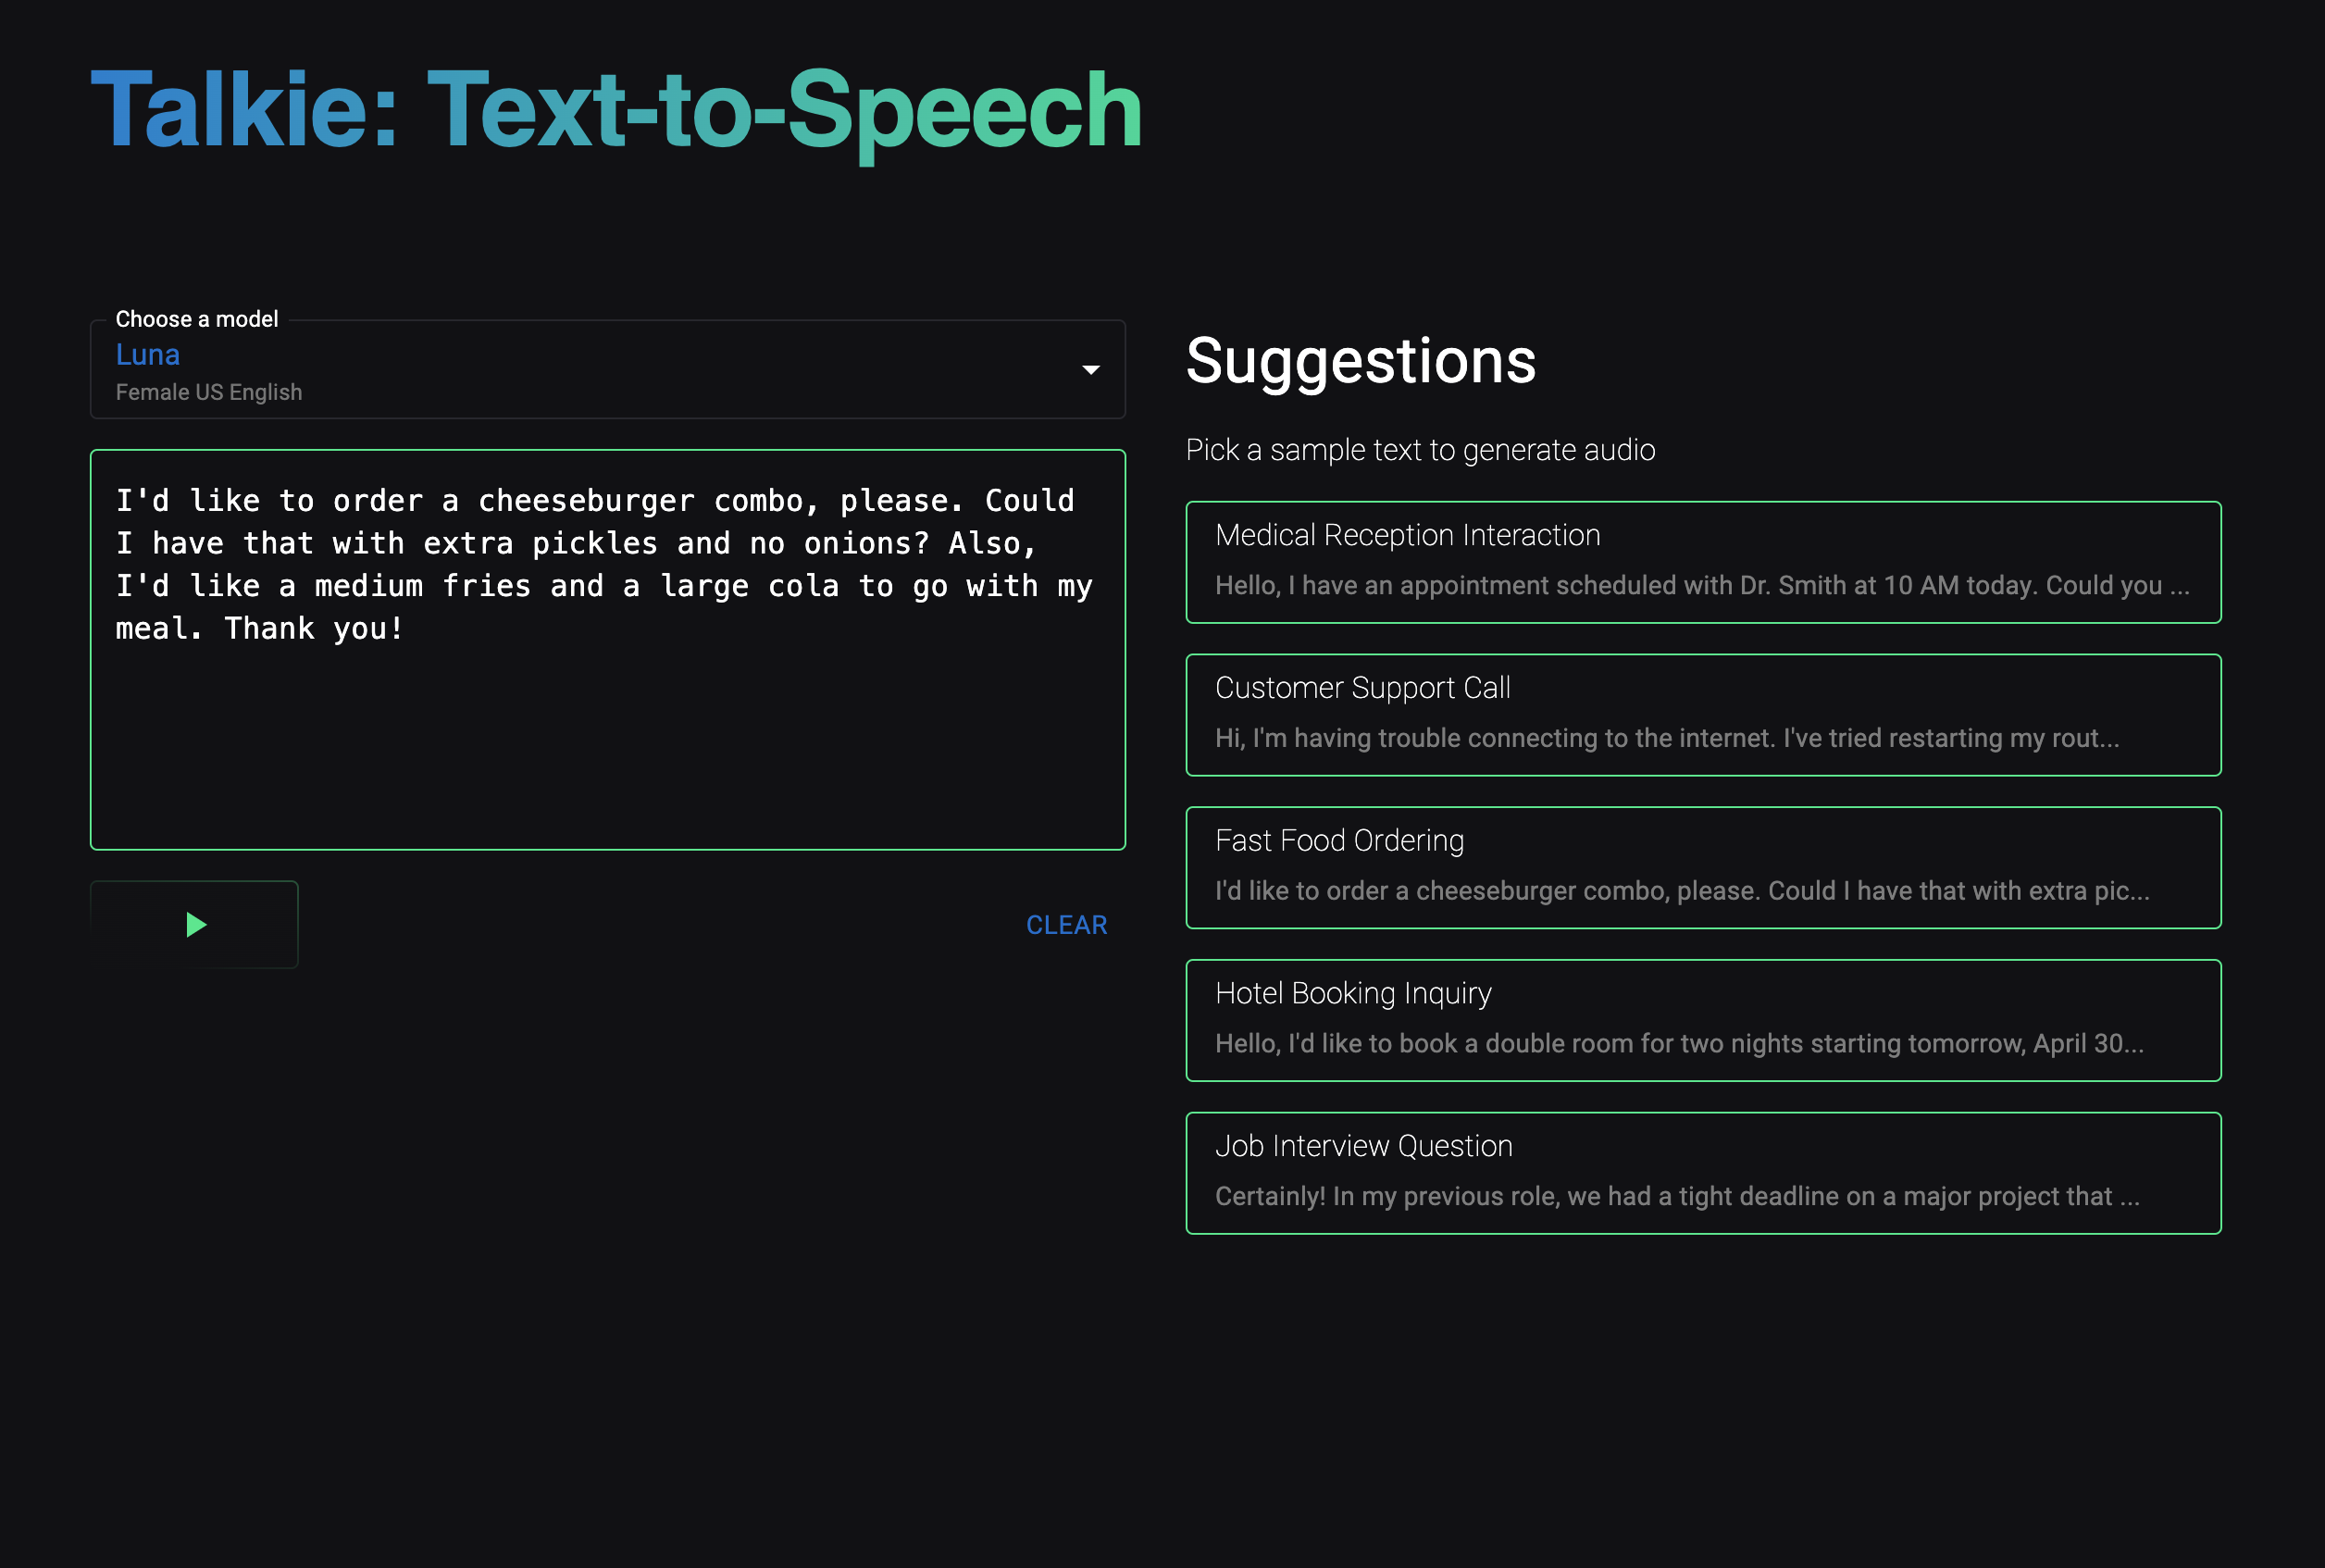 Talkie: Text-to-Speech
Choose a model
Luna
Female US English
I'd like to order a cheeseburger combo, please. Could
I have that with extra pickles and no onions? Also,
I'd like a medium fries and a large cola to go with my
meal. Thank you!
CLEAR
Suggestions
Pick a sample text to generate audio
Medical Reception Interaction
Hello, I have an appointment scheduled with Dr. Smith at 10 AM today. Could you ...
Customer Support Call
Hi, I'm having trouble connecting to the internet. I've tried restarting my rout...
Fast Food Ordering
I'd like to order a cheeseburger combo, please. Could I have that with extra pic...
Hotel Booking Inquiry
Hello, I'd like to book a double room for two nights starting tomorrow, April 30...
Job Interview Question
Certainly! In my previous role, we had a tight deadline on a major project that ...